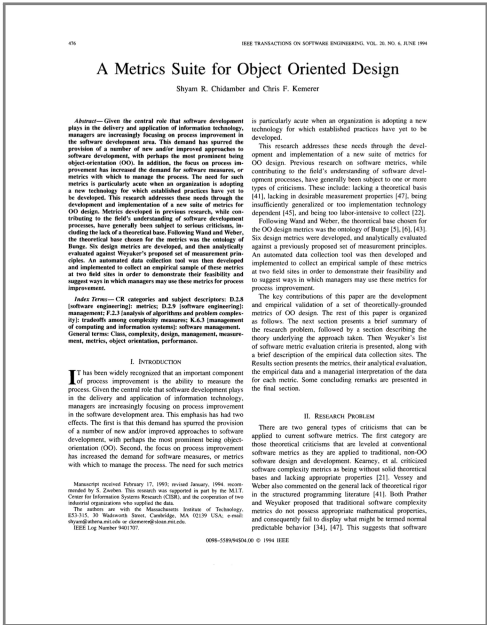 476
IEEE TRANSACTIONS ON SOFTWARE ENGINEERING, VOL. 20, NO. 6, JUNE 1994
A Metrics Suite for Object Oriented Design
Shyam R. Chidamber and Chris F. Kemerer
Abstract—Given the central role that software development
plays in the delivery and application of information technology,
managers are increasingly focusing on process improvement in
the software development area. This demand has spurred the
provision of a number of new and/or improved approaches to
software development, with perhaps the most prominent being
object-orientation (OO). In addition, the focus on process im-
provement has increased the demand for software measures, or
metrics with which to manage the process. The need for such
metrics is particularly acute when an organization is adopting
a new technology for which established practices have yet to
be developed. This research addresses these needs through the
development and implementation of a new suite of metrics for
OO design. Metrics developed in previous research, while con-
tributing to the field's understanding of software development
processes, have generally been subject to serious criticisms, in-
cluding the lack of a theoretical base. Following Wand and Weber,
the theoretical base chosen for the metrics was the ontology of
Bunge. Six design metrics are developed, and then analytically
evaluated against Weyuker's proposed set of measurement prin-
ciples. An automated data collection tool was then developed
and implemented to collect an empirical sample of these metrics
at two field sites in order to demonstrate their feasibility and
suggest ways in which managers may use these metrics for process
improvement.
Index Terms—CR categories and subject descriptors: D.2.8
[software engineering]: metrics; D.2.9 [software engineering]:
management; F.2.3 [analysis of algorithms and problem complex-
ity]: tradeoffs among complexity measures; K.6.3 [management
of computing and information systems]: software management.
General terms: Class, complexity, design, management, measure-
ment, metrics, object orientation, performance.
I. INTRODUCTION
IT has been widely recognized that an important component
of process improvement is the ability to measure the
process. Given the central role that software development plays
in the delivery and application of information technology,
managers are increasingly focusing on process improvement
in the software development area. This emphasis has had two
effects. The first is that this demand has spurred the provision
of a number of new and/or improved approaches to software
development, with perhaps the most prominent being object-
orientation (OO). Second, the focus on process improvement
has increased the demand for software measures, or metrics
with which to manage the process. The need for such metrics
Manuscript received February 17, 1993; revised January, 1994. recom-
mended by S. Zweben. This research was supported in part by the M.I.T.
Center for Information Systems Research (CISR), and the cooperation of two
industrial organizations who supplied the data.
The authors are with the Massachusetts Institute of Technology,
E53-315, 30 Wadsworth Street, Cambridge, MA 02139 USA; e-mail:
shyam@athena.mit.edu or ckemerer@sloan.mit.edu.
IEEE Log Number 9401707.
is particularly acute when an organization is adopting a new
technology for which established practices have yet to be
developed.
This research addresses these needs through the devel-
opment and implementation of a new suite of metrics for
OO design. Previous research on software metrics, while
contributing to the field's understanding of software devel-
opment processes, have generally been subject to one or more
types of criticisms. These include: lacking a theoretical basis
[41], lacking in desirable measurement properties [47], being
insufficiently generalized or too implementation technology
dependent [45], and being too labor-intensive to collect [22].
Following Wand and Weber, the theoretical base chosen for
the OO design metrics was the ontology of Bunge [5], [6], [43].
Six design metrics were developed, and analytically evaluated
against a previously proposed set of measurement principles.
An automated data collection tool was then developed and
implemented to collect an empirical sample of these metrics
at two field sites in order to demonstrate their feasibility and
to suggest ways in which managers may use these metrics for
process improvement.
The key contributions of this paper are the development
and empirical validation of a set of theoretically-grounded
metrics of OO design. The rest of this paper is organized
as follows. The next section presents a brief summary of
the research problem, followed by a section describing the
theory underlying the approach taken. Then Weyuker's list
of software metric evaluation criteria is presented, along with
a brief description of the empirical data collection sites. The
Results section presents the metrics, their analytical evaluation,
the empirical data and a managerial interpretation of the data
for each metric. Some concluding remarks are presented in
the final section.
II. RESEARCH PROBLEM
There are two general types of criticisms that can be
applied to current software metrics. The first category are
those theoretical criticisms that are leveled at conventional
software metrics as they are applied to traditional, non-OO
software design and development. Kearney, et al. criticized
software complexity metrics as being without solid theoretical
bases and lacking appropriate properties [21]. Vessey and
Weber also commented on the general lack of theoretical rigor
in the structured programming literature [41]. Both Prather
and Weyuker proposed that traditional software complexity
metrics do not possess appropriate mathematical properties,
and consequently fail to display what might be termed normal
predictable behavior [34], [47]. This suggests that software
0098-5589/94$04.00 © 1994 IEEE